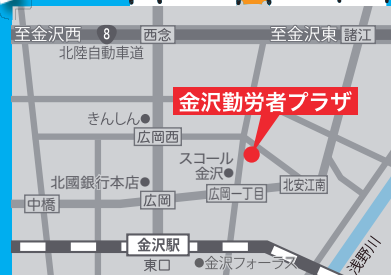 至金沢西
8
西念
至金沢東
諸江
北陸自動車道
金沢勤労者プラザ
きんしん
広岡西
スコール
金沢
北國銀行本店
広岡一丁目
北安江南
中橋
広岡
金沢駅
東口
金沢フォーラス
浅野川